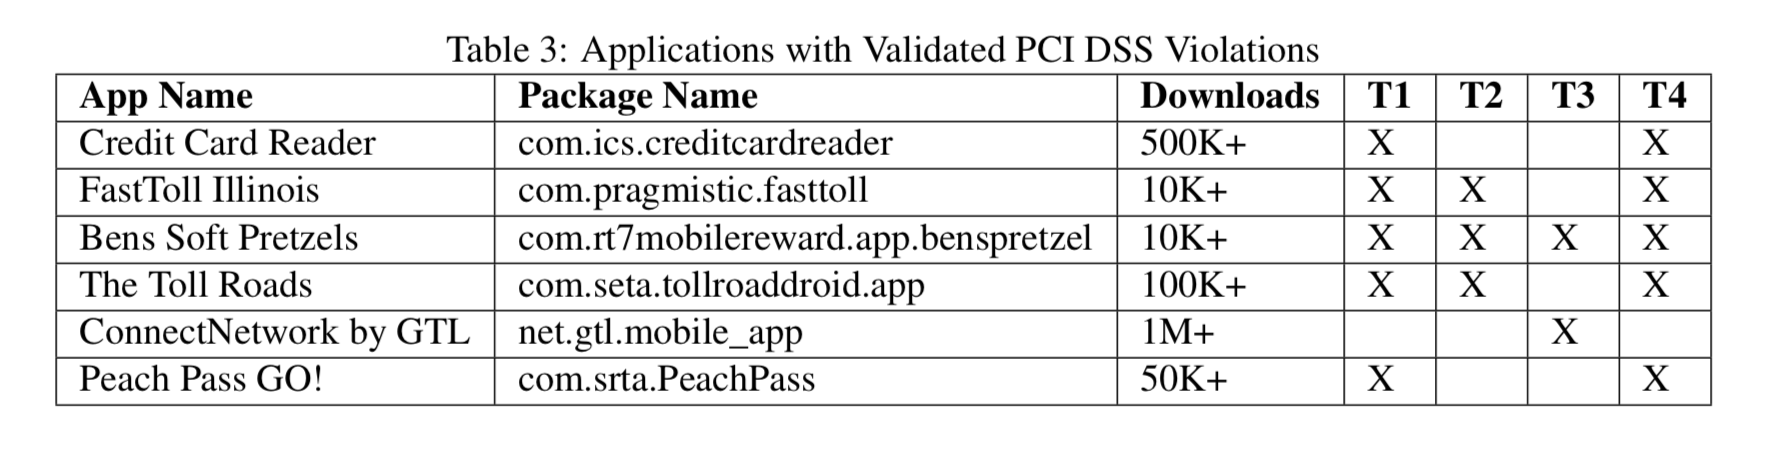 Table 3: Applications with Validated PCI DSS Violations
App Name Package Name Downloads T1 T2 T3 T4
Credit Card Reader com.ics.creditcardreader 500K+ X X
FastToll Illinois com.pragmistic.fasttoll 10K+ X X X
Bens Soft Pretzels com.rt7mobilereward.app.benspretzel 10K+ X X X X
The Toll Roads com.seta.tollroaddroid.app 100K+ X X X
ConnectNetwork by GTL net.gtl.mobile_app 1M+ X
Peach Pass GO! com.srta.PeachPass 50K+ X X